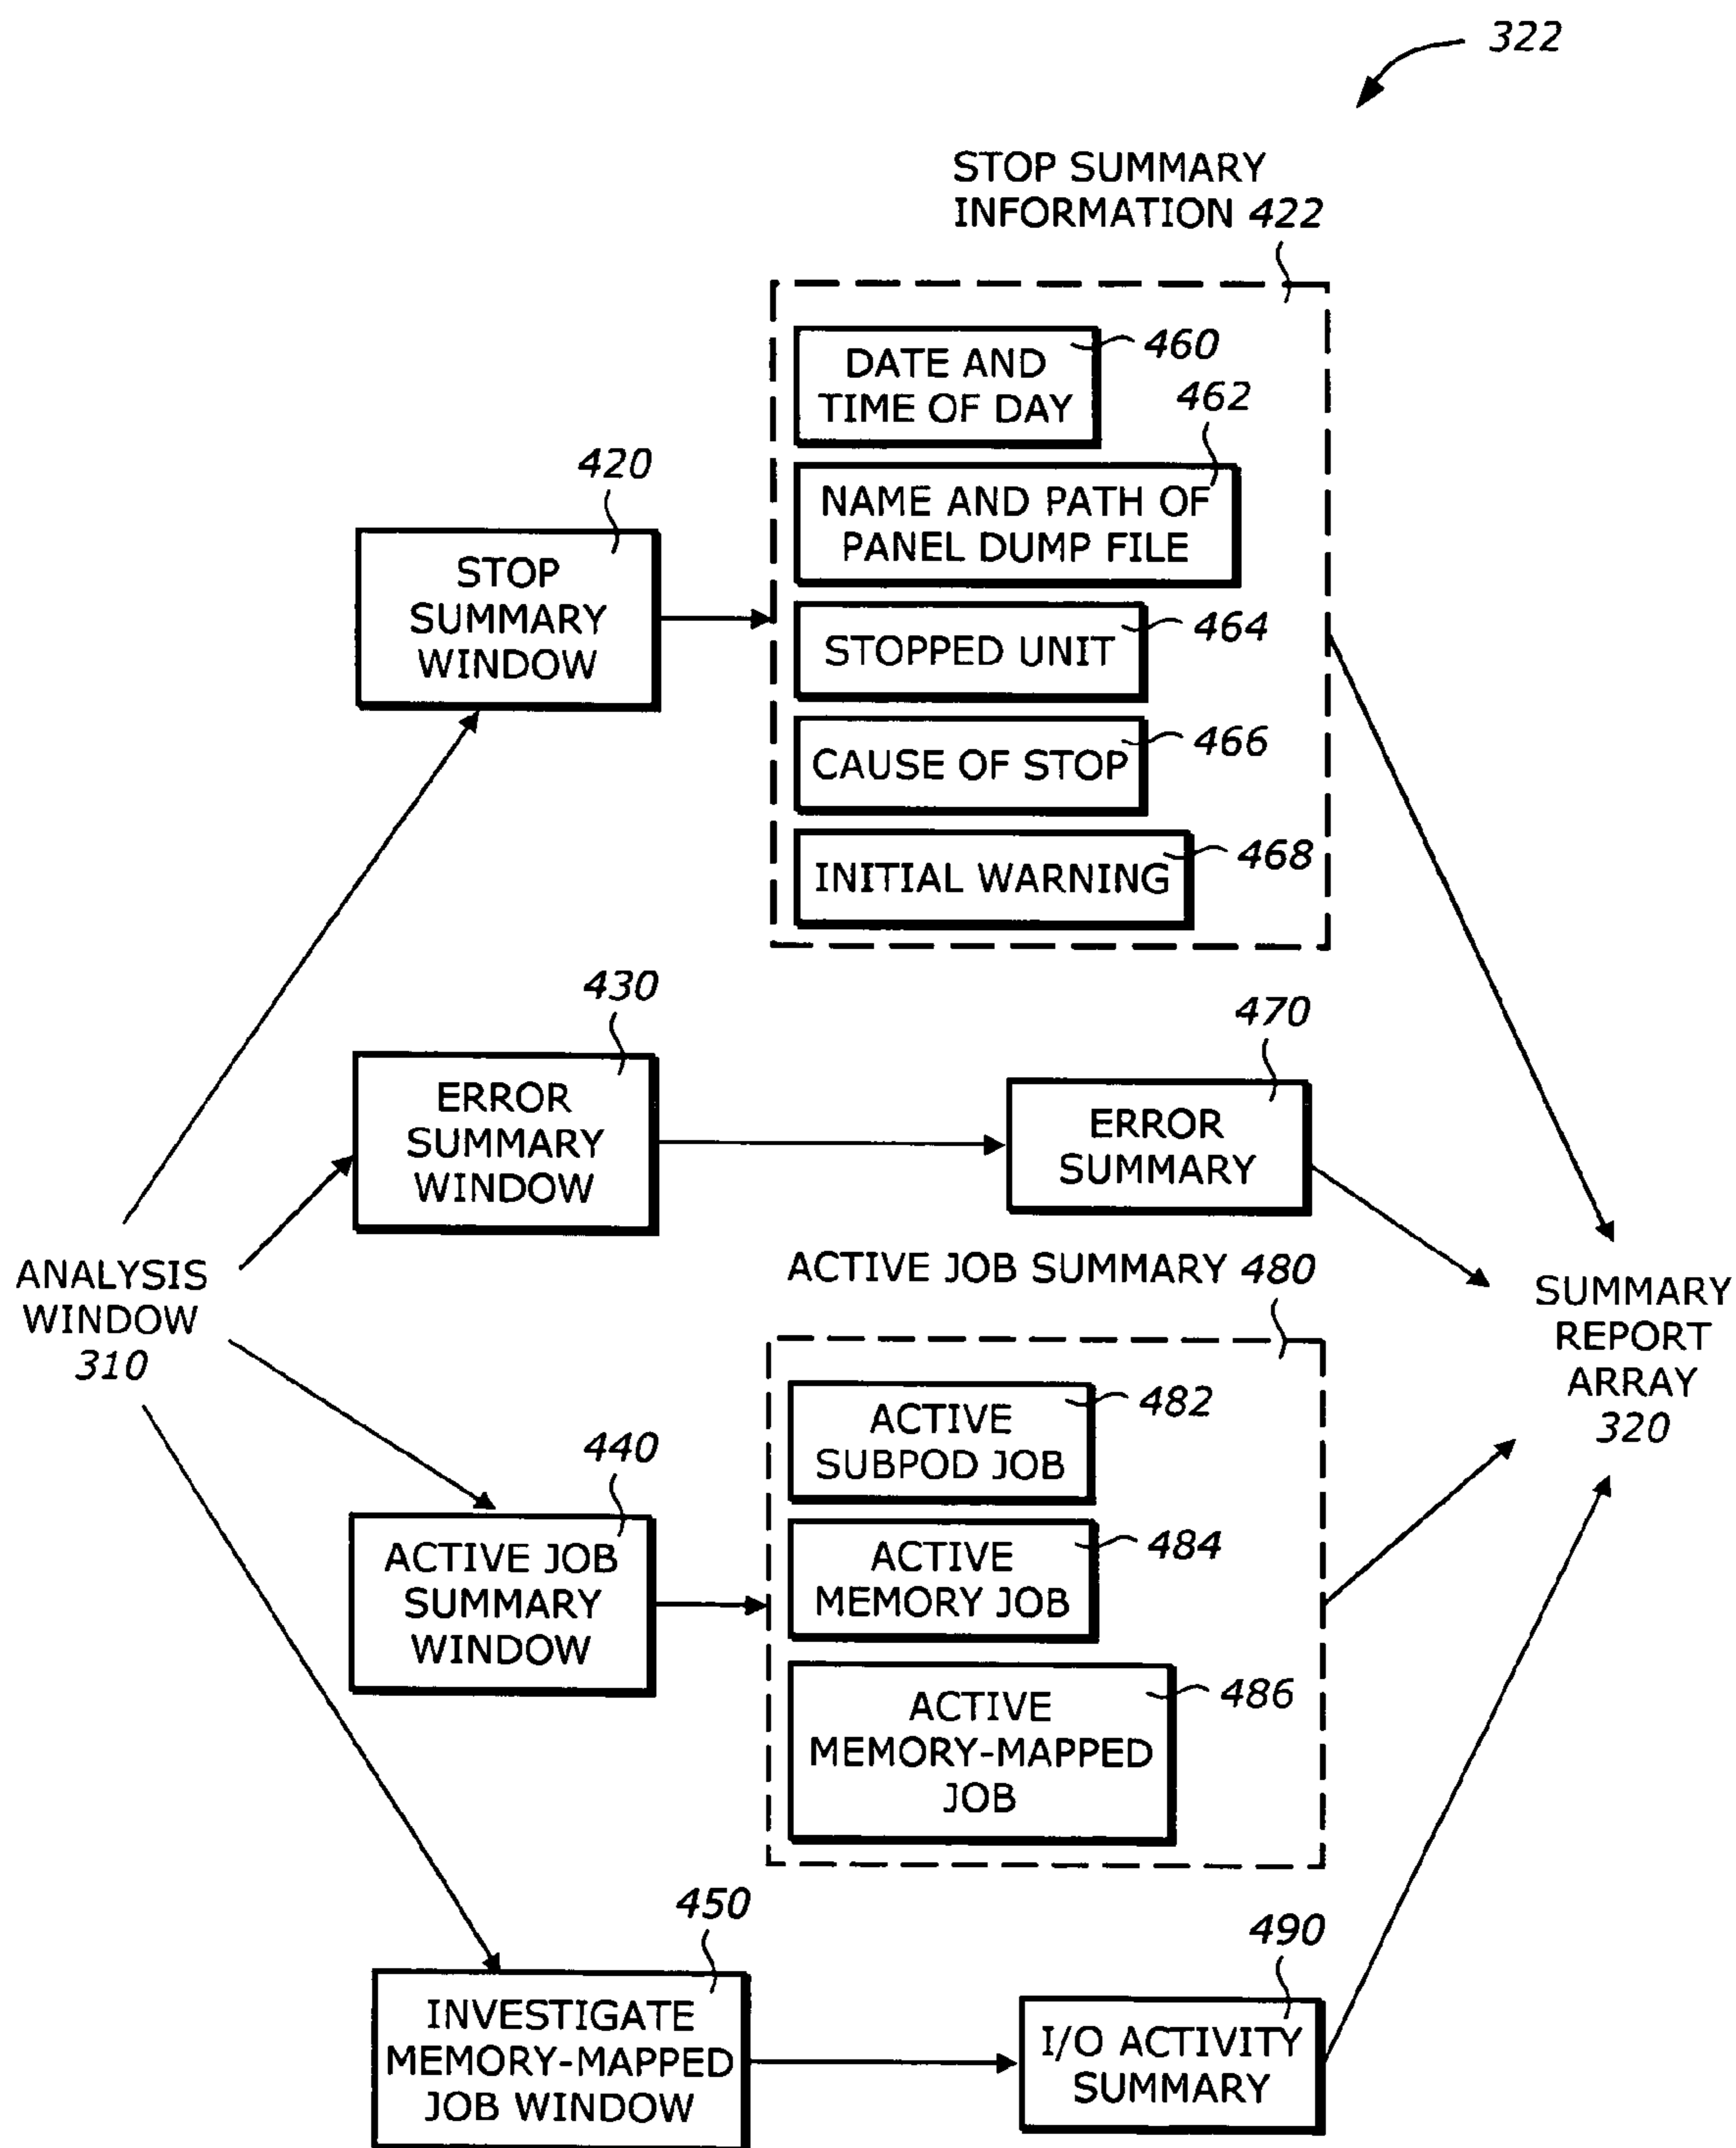 322
STOP SUMMARY
INFORMATION 422
460
DATE AND
TIME OF DAY
462
NAME AND PATH OF
PANEL DUMP FILE
420
STOP
SUMMARY
WINDOW
464
STOPPED UNIT
466
CAUSE OF STOP
468
INITIAL WARNING
430
ERROR
SUMMARY
WINDOW
470
ERROR
SUMMARY
ANALYSIS
WINDOW
310
ACTIVE JOB SUMMARY 480
SUMMARY
REPORT
ARRAY
320
482
ACTIVE
SUBPOD JOB
440
ACTIVE JOB
SUMMARY
WINDOW
484
ACTIVE
MEMORY JOB
486
ACTIVE
MEMORY-MAPPED
JOB
450
INVESTIGATE
MEMORY-MAPPED
JOB WINDOW
490
I/O ACTIVITY
SUMMARY